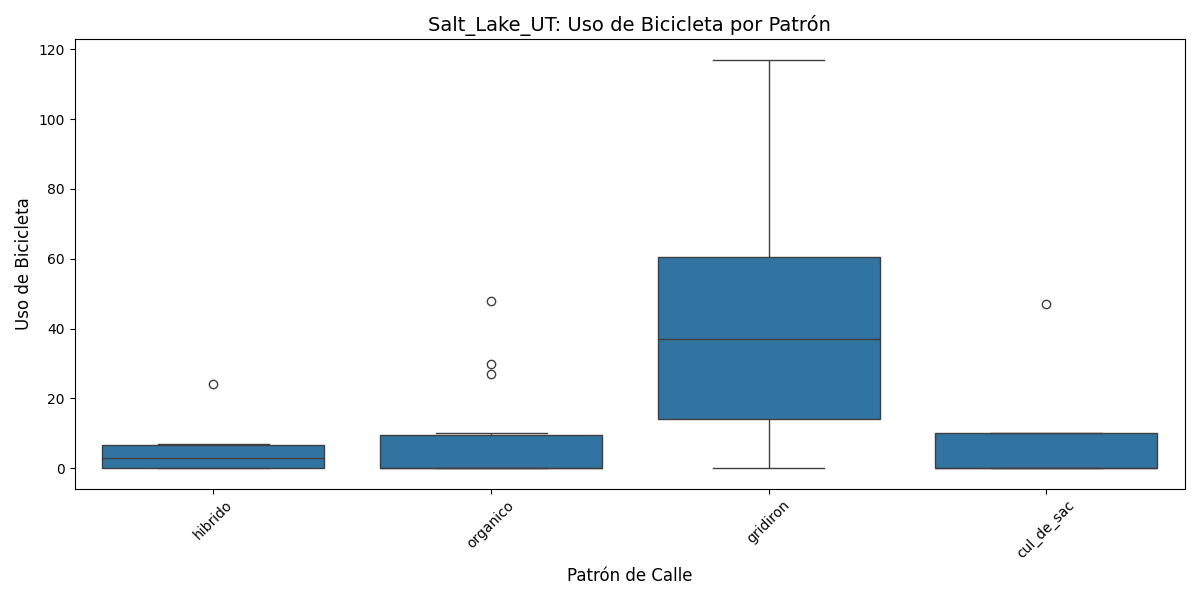 Salt_Lake_UT: Uso de Bicicleta por Patrón
Uso de Bicicleta
120
100
80
60
40
20
0
hibrido
organico
gridiron
cul_de_sac
Patrón de Calle